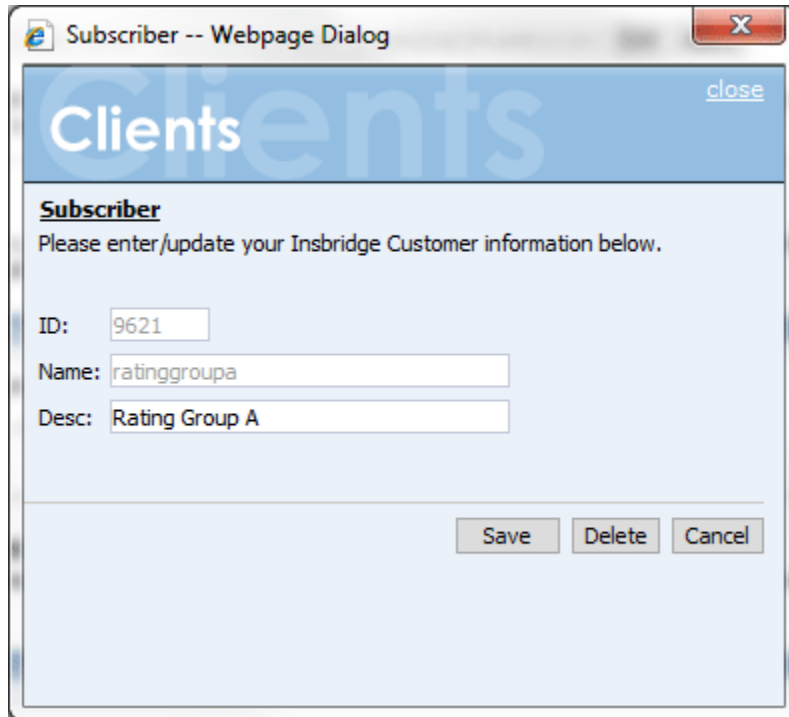 Subscriber -- Webpage Dialog
Clients
close
Clients
Subscriber
Please enter/update your Insbridge Customer information below.
ID: 9621
Name: ratinggroupa
Desc: Rating Group A
Save Delete Cancel